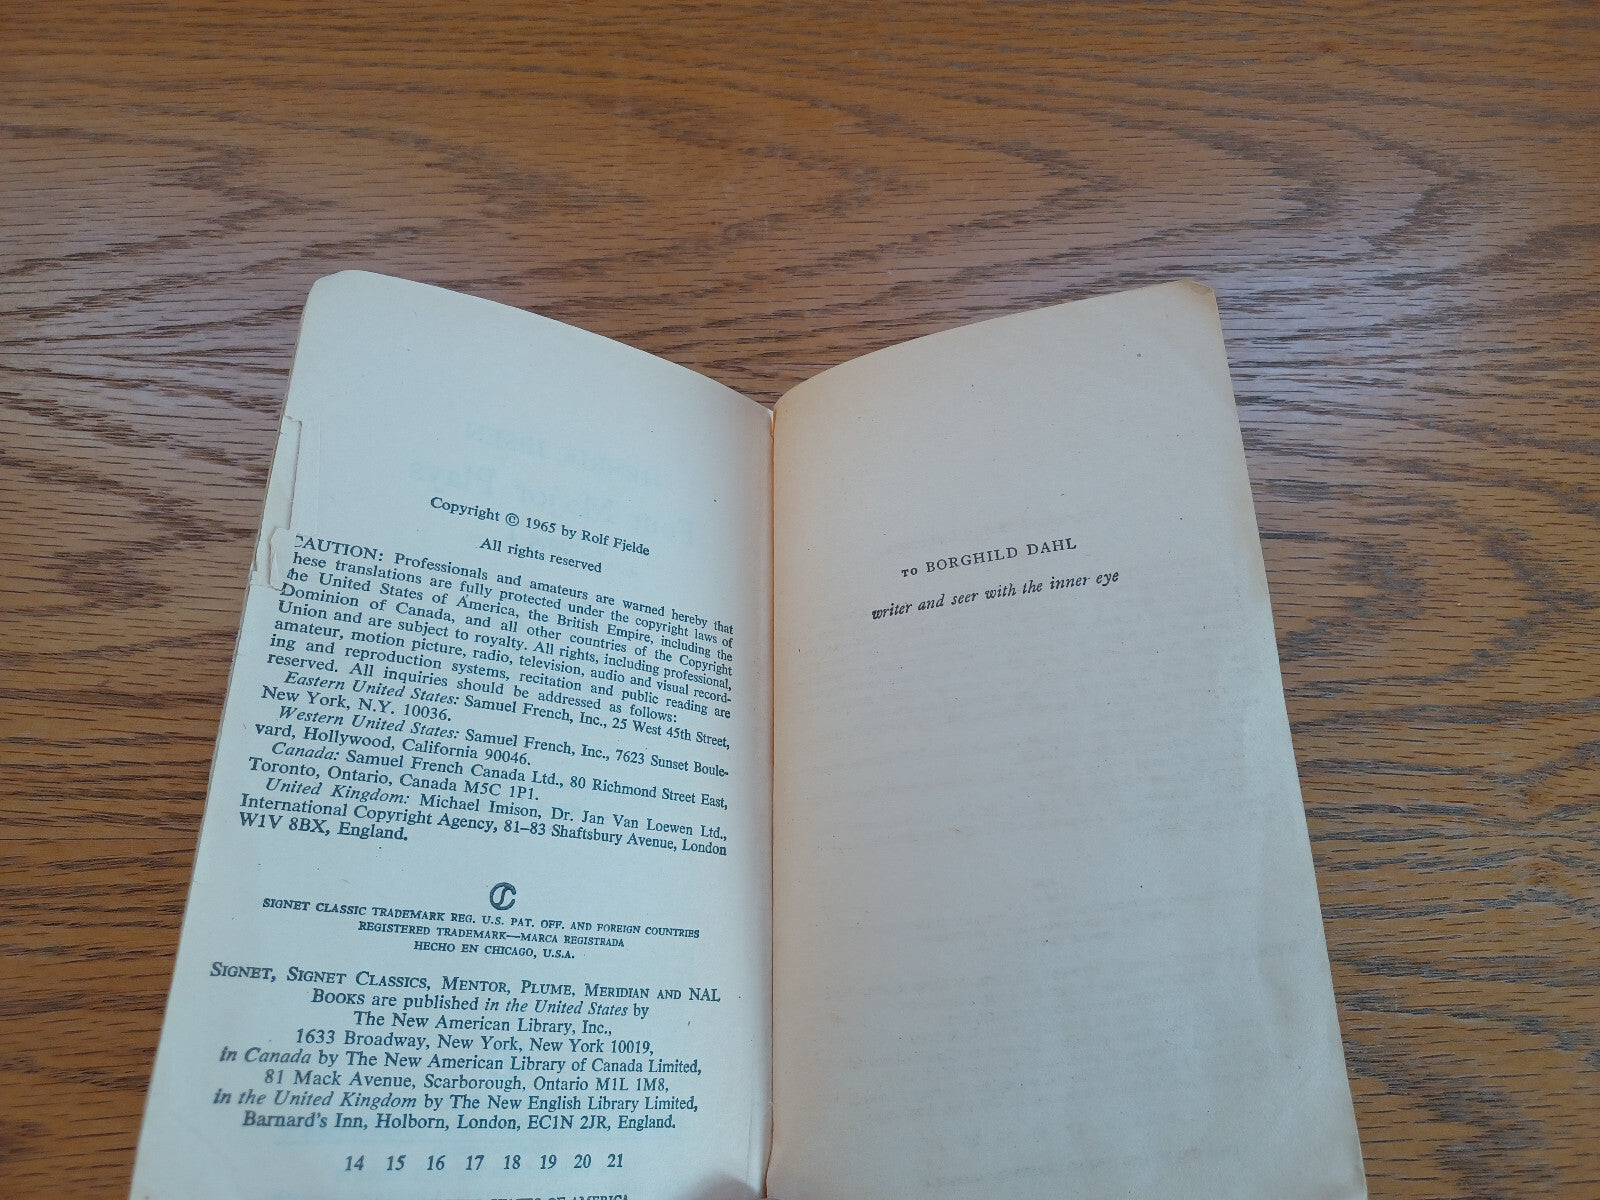 Copyright © 1965 by Rolf Fjelde
All rights reserved
CAUTION: Professionals and amateurs are warned hereby that
these translations are fully protected under the copyright laws of
the United States of America, the British Empire, including the
Dominion of Canada, and all other countries of the Copyright
Union and are subject to royalty. All rights, including professional,
amateur, motion picture, radio, television, audio and visual record-
ing and reproduction systems, recitation and public reading are
reserved. All inquiries should be addressed as follows:
Eastern United States: Samuel French, Inc., 25 West 45th Street,
New York, N.Y. 10036.
Western United States: Samuel French, Inc., 7623 Sunset Boule-
vard, Hollywood, California 90046.
Canada: Samuel French Canada Ltd., 80 Richmond Street East,
Toronto, Ontario, Canada M5C 1P1.
United Kingdom: Michael Imison, Dr. Jan Van Loewen Ltd.,
International Copyright Agency, 81–83 Shaftsbury Avenue, London
W1V 8BX, England.
SIGNET CLASSIC TRADEMARK REG. U.S. PAT. OFF. AND FOREIGN COUNTRIES
REGISTERED TRADEMARK—MARCA REGISTRADA
HECHO EN CHICAGO, U.S.A.
SIGNET, SIGNET CLASSICS, MENTOR, PLUME, MERIDIAN AND NAL
BOOKS are published in the United States by
The New American Library, Inc.,
1633 Broadway, New York, New York 10019,
in Canada by The New American Library of Canada Limited,
81 Mack Avenue, Scarborough, Ontario M1L 1M8,
in the United Kingdom by The New English Library Limited,
Barnard's Inn, Holborn, London, EC1N 2JR, England.
14 15 16 17 18 19 20 21
STATES OF AMERICA
TO BORGHILD DAHL
writer and seer with the inner eye